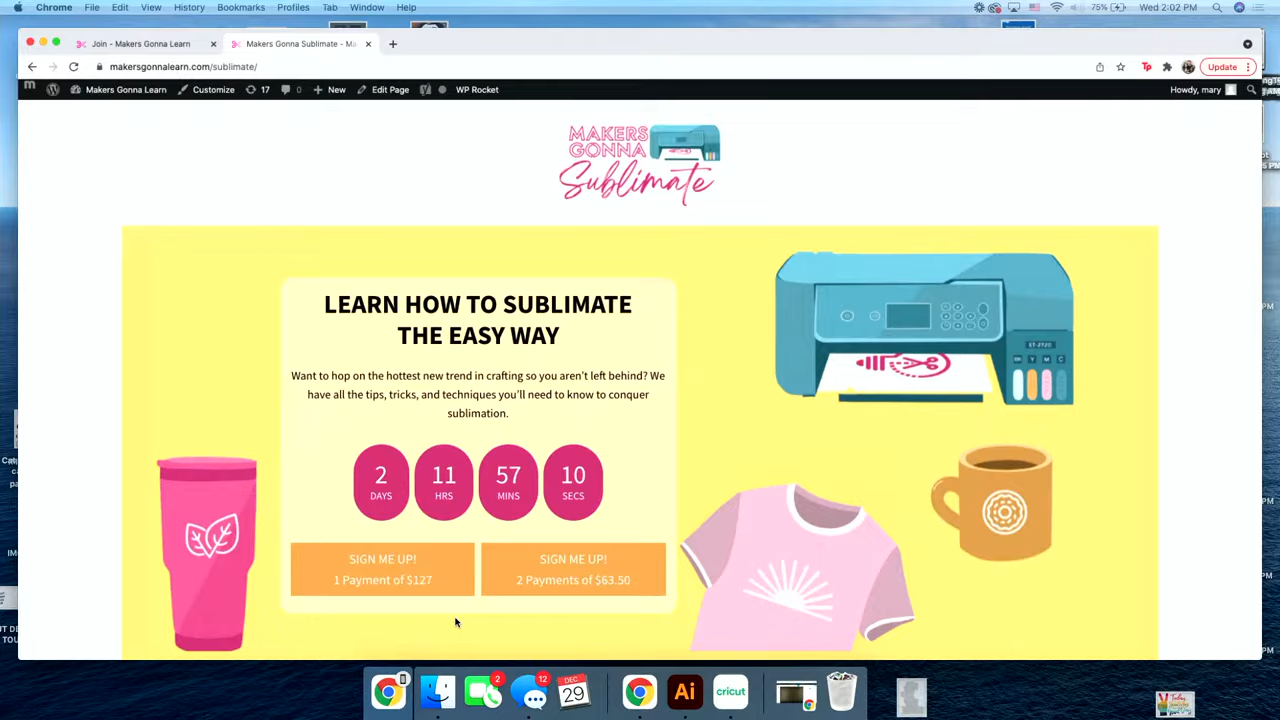 Chrome File Edit View History Bookmarks Profiles Tab Window Help 75% Wed 2:02 PM
Join - Makers Gonna Learn Makers Gonna Sublimate - Ma
makersgonnalearn.com/sublimate/ Update
Makers Gonna Learn Customize 17 0 New Edit Page WP Rocket Howdy, mary
MAKERS
GONNA
Sublimate
LEARN HOW TO SUBLIMATE
THE EASY WAY
Want to hop on the hottest new trend in crafting so you aren't left behind? We
have all the tips, tricks, and techniques you'll need to know to conquer
sublimation.
2 11 57 10
DAYS HRS MINS SECS
SIGN ME UP! SIGN ME UP!
1 Payment of $127 2 Payments of $63.50
ET-2720
BK Y M C
2 12 DEC
29 Ai cricut